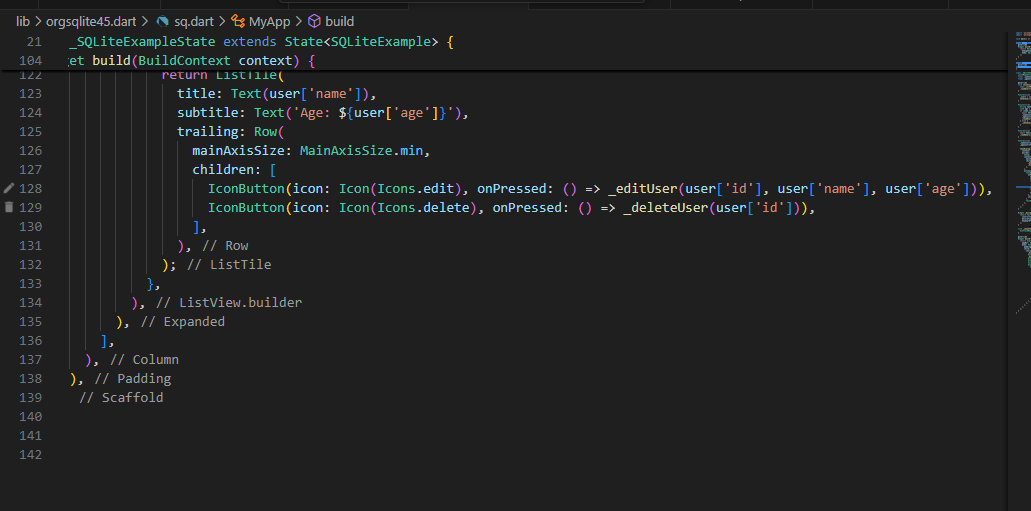 lib > orgsqlite45.dart > sq.dart > MyApp > build
21 _SQLiteExampleState extends State<SQLiteExample> {
104 et build(BuildContext context) {
122 return ListTile(
123 title: Text(user['name']),
124 subtitle: Text('Age: ${user['age']}'),
125 trailing: Row(
126 mainAxisSize: MainAxisSize.min,
127 children: [
128 IconButton(icon: Icon(Icons.edit), onPressed: () => _editUser(user['id'], user['name'], user['age'])),
129 IconButton(icon: Icon(Icons.delete), onPressed: () => _deleteUser(user['id'])),
130 ],
131 ), // Row
132 ); // ListTile
133 },
134 ), // ListView.builder
135 ), // Expanded
136 ],
137 ), // Column
138 ), // Padding
139 // Scaffold
140
141
142